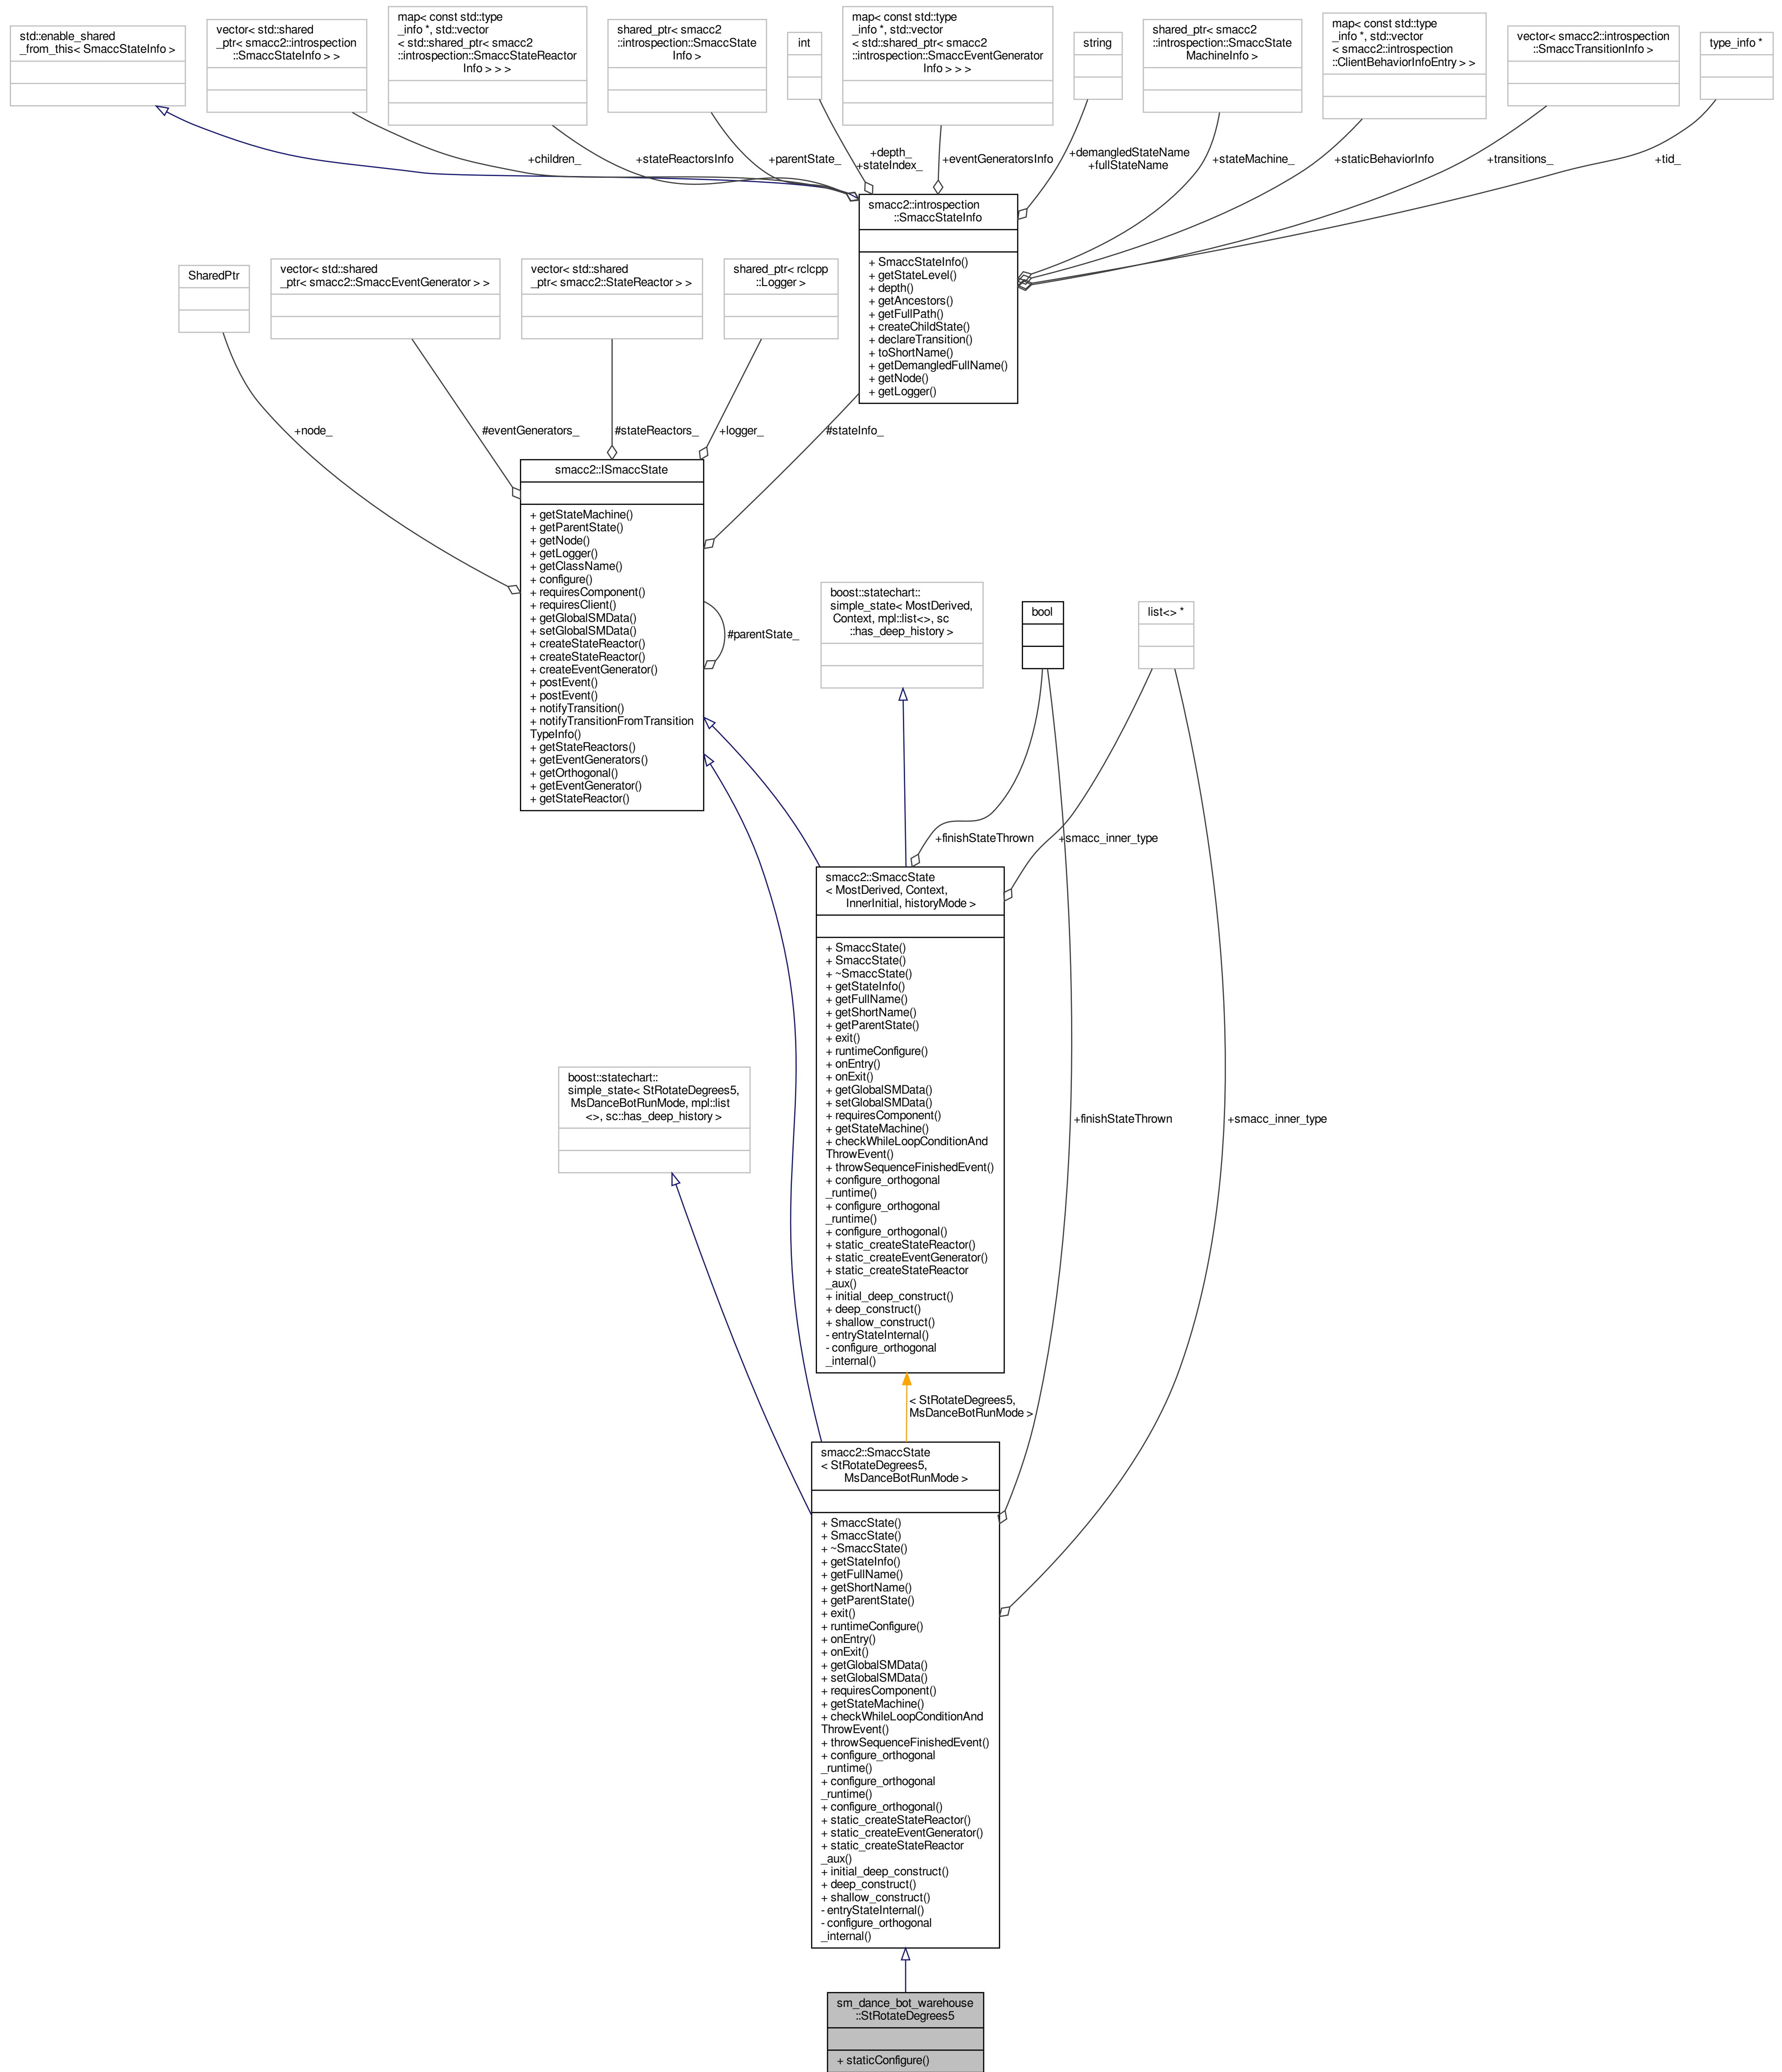 std::enable_shared
_from_this< SmaccStateInfo >
vector< std::shared
_ptr< smacc2::introspection
::SmaccStateInfo > >
map< const std::type
_info *, std::vector
< std::shared_ptr< smacc2
::introspection::SmaccStateReactor
Info > > >
shared_ptr< smacc2
::introspection::SmaccState
Info >
int
map< const std::type
_info *, std::vector
< std::shared_ptr< smacc2
::introspection::SmaccEventGenerator
Info > > >
string
shared_ptr< smacc2
::introspection::SmaccState
MachineInfo >
map< const std::type
_info *, std::vector
< smacc2::introspection
::ClientBehaviorInfoEntry > >
vector< smacc2::introspection
::SmaccTransitionInfo >
type_info *
+children_
+stateReactorsInfo
+parentState_
+depth_
+stateIndex_
+eventGeneratorsInfo
+demangledStateName
+fullStateName
+stateMachine_
+staticBehaviorInfo
+transitions_
+tid_
smacc2::introspection
::SmaccStateInfo
+ SmaccStateInfo()
+ getStateLevel()
+ depth()
+ getAncestors()
+ getFullPath()
+ createChildState()
+ declareTransition()
+ toShortName()
+ getDemangledFullName()
+ getNode()
+ getLogger()
SharedPtr
vector< std::shared
_ptr< smacc2::SmaccEventGenerator > >
vector< std::shared
_ptr< smacc2::StateReactor > >
shared_ptr< rclcpp
::Logger >
+node_
#eventGenerators_
#stateReactors_
+logger_
#stateInfo_
smacc2::ISmaccState
+ getStateMachine()
+ getParentState()
+ getNode()
+ getLogger()
+ getClassName()
+ configure()
+ requiresComponent()
+ requiresClient()
+ getGlobalSMData()
+ setGlobalSMData()
+ createStateReactor()
+ createStateReactor()
+ createEventGenerator()
+ postEvent()
+ postEvent()
+ notifyTransition()
+ notifyTransitionFromTransition
TypeInfo()
+ getStateReactors()
+ getEventGenerators()
+ getOrthogonal()
+ getEventGenerator()
+ getStateReactor()
#parentState_
boost::statechart::
simple_state< MostDerived,
Context, mpl::list<>, sc
::has_deep_history >
bool
list<> *
+finishStateThrown
+smacc_inner_type
smacc2::SmaccState
< MostDerived, Context,
InnerInitial, historyMode >
+ SmaccState()
+ SmaccState()
+ ~SmaccState()
+ getStateInfo()
+ getFullName()
+ getShortName()
+ getParentState()
+ exit()
+ runtimeConfigure()
+ onEntry()
+ onExit()
+ getGlobalSMData()
+ setGlobalSMData()
+ requiresComponent()
+ getStateMachine()
+ checkWhileLoopConditionAnd
ThrowEvent()
+ throwSequenceFinishedEvent()
+ configure_orthogonal
_runtime()
+ configure_orthogonal
_runtime()
+ configure_orthogonal()
+ static_createStateReactor()
+ static_createEventGenerator()
+ static_createStateReactor
_aux()
+ initial_deep_construct()
+ deep_construct()
+ shallow_construct()
- entryStateInternal()
- configure_orthogonal
_internal()
boost::statechart::
simple_state< StRotateDegrees5,
MsDanceBotRunMode, mpl::list
<>, sc::has_deep_history >
+finishStateThrown
+smacc_inner_type
< StRotateDegrees5,
MsDanceBotRunMode >
smacc2::SmaccState
< StRotateDegrees5,
MsDanceBotRunMode >
+ SmaccState()
+ SmaccState()
+ ~SmaccState()
+ getStateInfo()
+ getFullName()
+ getShortName()
+ getParentState()
+ exit()
+ runtimeConfigure()
+ onEntry()
+ onExit()
+ getGlobalSMData()
+ setGlobalSMData()
+ requiresComponent()
+ getStateMachine()
+ checkWhileLoopConditionAnd
ThrowEvent()
+ throwSequenceFinishedEvent()
+ configure_orthogonal
_runtime()
+ configure_orthogonal
_runtime()
+ configure_orthogonal()
+ static_createStateReactor()
+ static_createEventGenerator()
+ static_createStateReactor
_aux()
+ initial_deep_construct()
+ deep_construct()
+ shallow_construct()
- entryStateInternal()
- configure_orthogonal
_internal()
sm_dance_bot_warehouse
::StRotateDegrees5
+ staticConfigure()